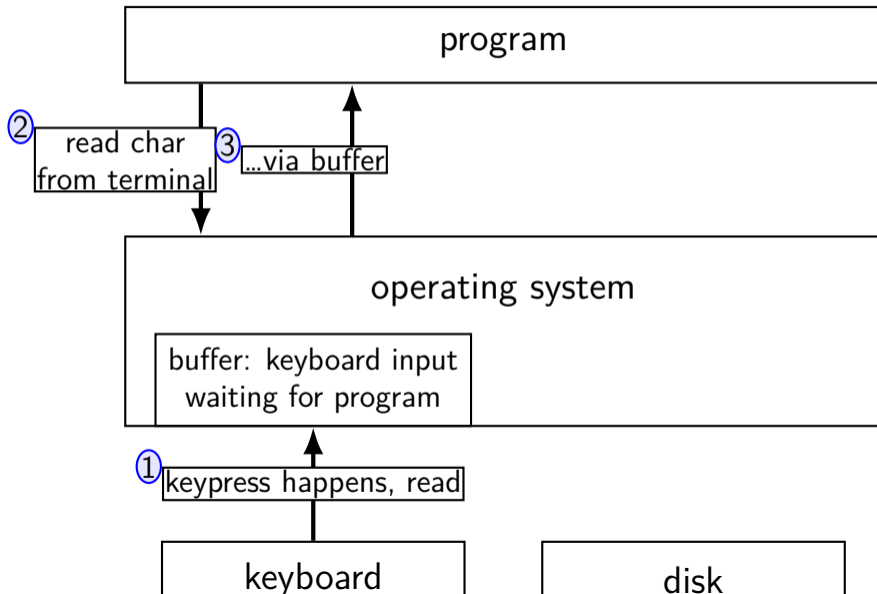 program
2
read char
from terminal
3
...via buffer
operating system
buffer: keyboard input
waiting for program
1
keypress happens, read
keyboard
disk